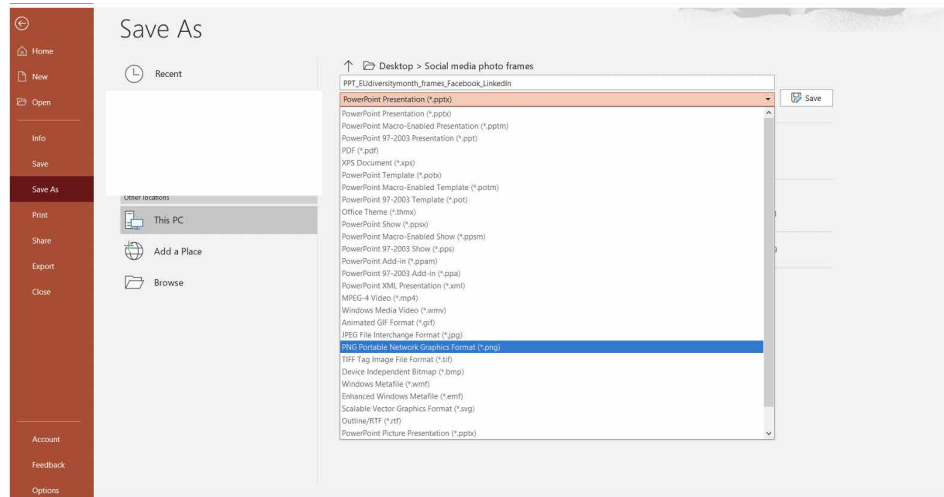 Save As
Home
New
Open
Info
Save
Save As
Print
Share
Export
Close
Account
Feedback
Options
Recent
Other locations
This PC
Add a Place
Browse
Desktop > Social media photo frames
PPT_EUdiversitymonth_frames_Facebook_LinkedIn
PowerPoint Presentation (*.pptx)
Save
PowerPoint Presentation (*.pptx)
PowerPoint Macro-Enabled Presentation (*.pptm)
PowerPoint 97-2003 Presentation (*.ppt)
PDF (*.pdf)
XPS Document (*.xps)
PowerPoint Template (*.potx)
PowerPoint Macro-Enabled Template (*.potm)
PowerPoint 97-2003 Template (*.pot)
Office Theme (*.thmx)
PowerPoint Show (*.ppsx)
PowerPoint Macro-Enabled Show (*.ppsm)
PowerPoint 97-2003 Show (*.pps)
PowerPoint Add-in (*.ppam)
PowerPoint 97-2003 Add-in (*.ppa)
PowerPoint XML Presentation (*.xml)
MPEG-4 Video (*.mp4)
Windows Media Video (*.wmv)
Animated GIF Format (*.gif)
JPEG File Interchange Format (*.jpg)
PNG Portable Network Graphics Format (*.png)
TIFF Tag Image File Format (*.tif)
Device Independent Bitmap (*.bmp)
Windows Metafile (*.wmf)
Enhanced Windows Metafile (*.emf)
Scalable Vector Graphics Format (*.svg)
Outline/RTF (*.rtf)
PowerPoint Picture Presentation (*.pptx)